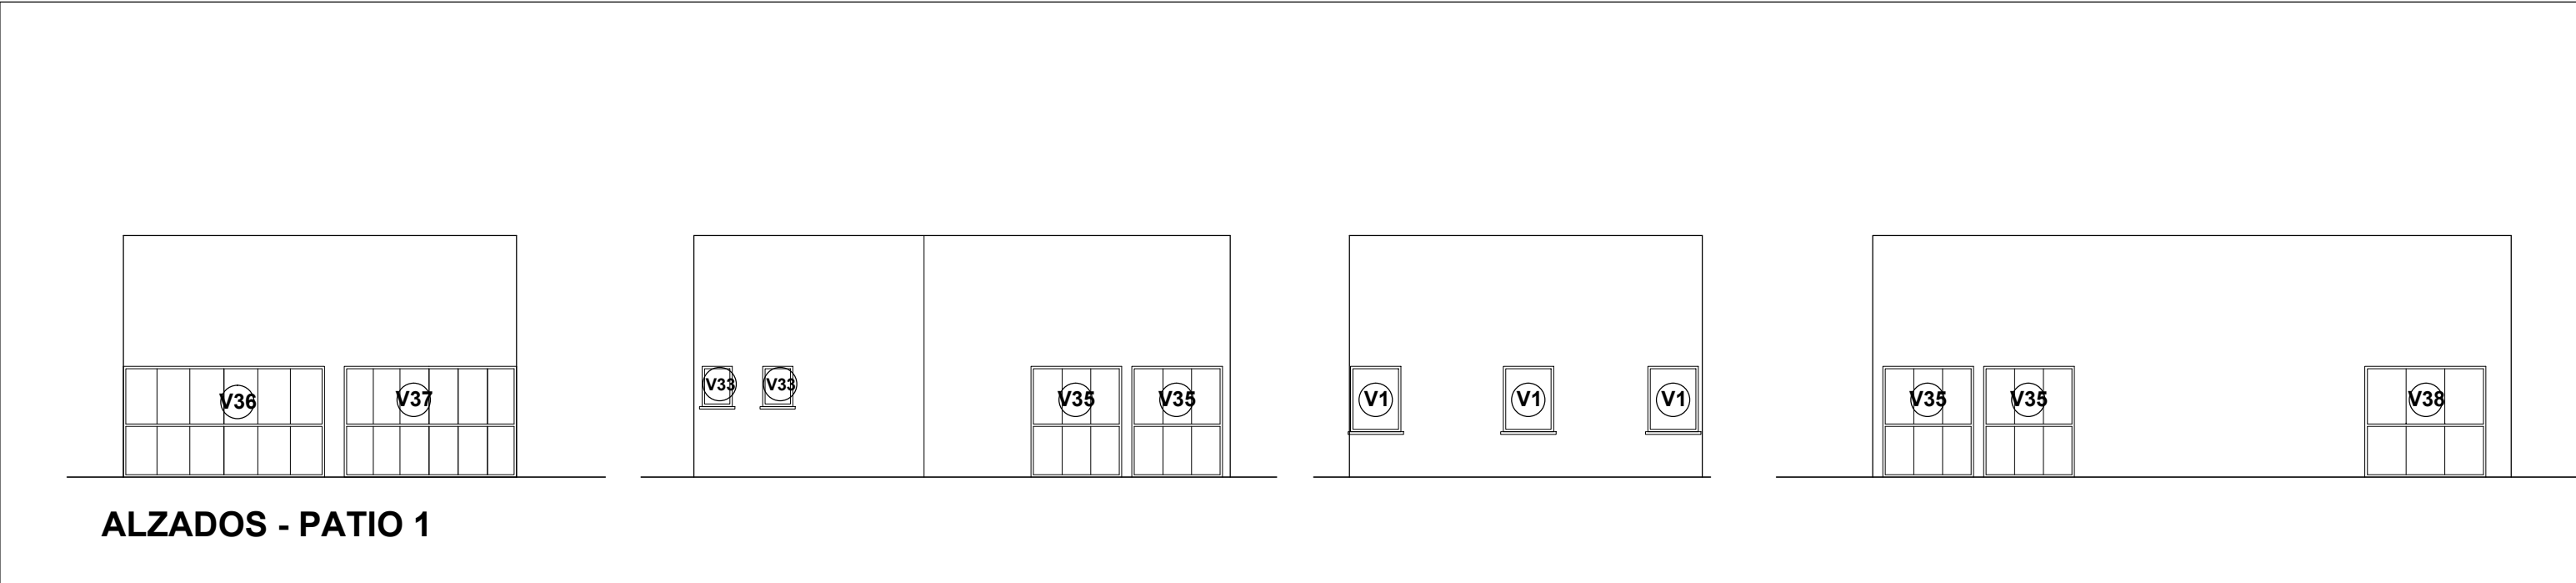 V36 V37 V33 V33 V35 V35 V1 V1 V1 V35 V35 V38
ALZADOS - PATIO 1